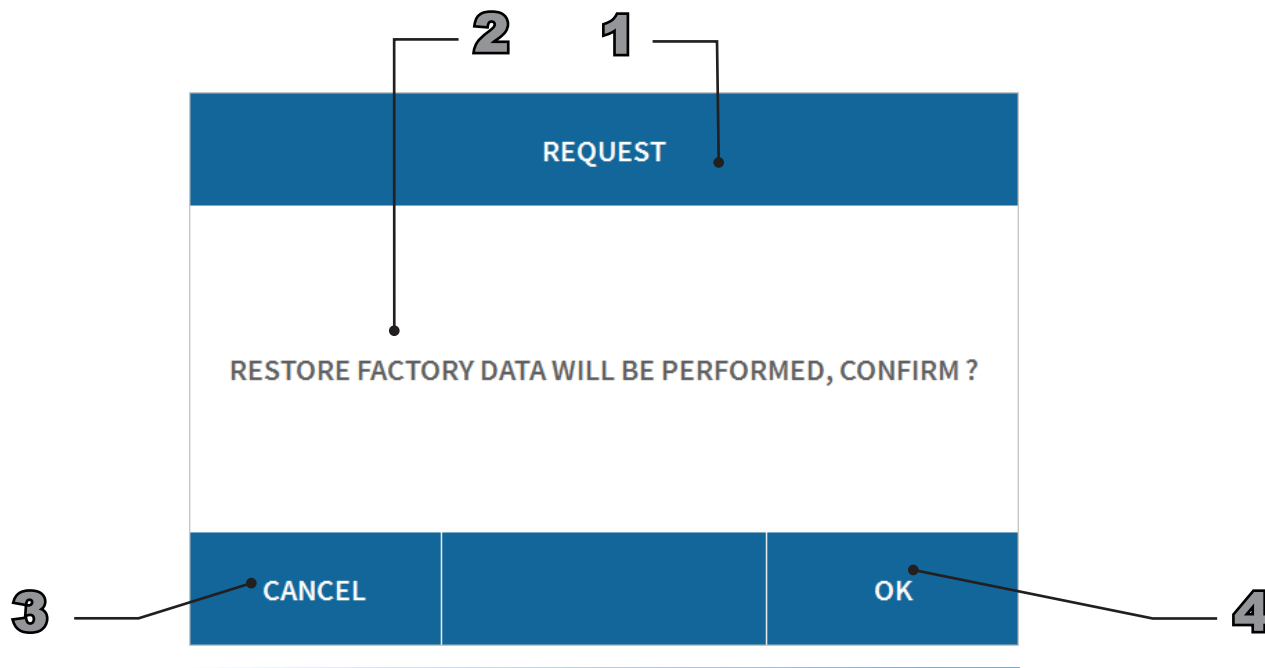 2 1
REQUEST
RESTORE FACTORY DATA WILL BE PERFORMED, CONFIRM ?
CANCEL OK
3 4